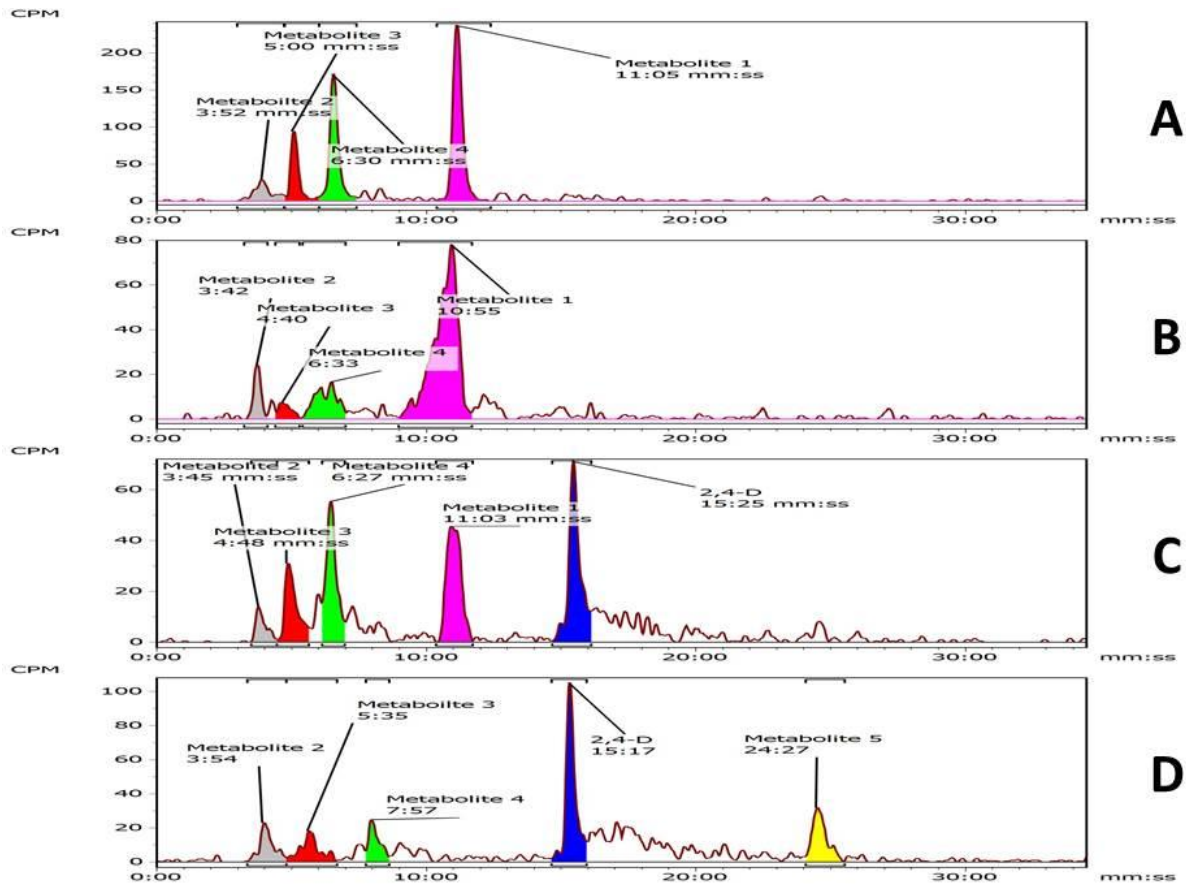 CPM
Metabolite 3
5:00 mm:ss
200
Metabolite 1
11:05 mm:ss
150
Metaboilte 2
3:52 mm:ss
100
A
Metabolite 4
6:30 mm:ss
50
0
0:00 10:00 20:00 30:00 mm:ss
CPM
80
Metabolite 2
3:42
60
Metabolite 1
10:55
Metabolite 3
4:40
B
40
Metabolite 4
6:33
20
0
0:00 10:00 20:00 30:00 mm:ss
CPM
Metabolite 2
3:45 mm:ss
Metabolite 4
6:27 mm:ss
60
2,4-D
15:25 mm:ss
Metabolite 1
11:03 mm:ss
40
Metabolite 3
4:48 mm:ss
C
20
0
0:00 10:00 20:00 30:00 mm:ss
CPM
100
Metaboilte 3
5:35
80
Metabolite 2
3:54
2,4-D
15:17
Metabolite 5
24:27
60
D
40
Metabolite 4
7:57
20
0
0:00 10:00 20:00 30:00 mm:ss